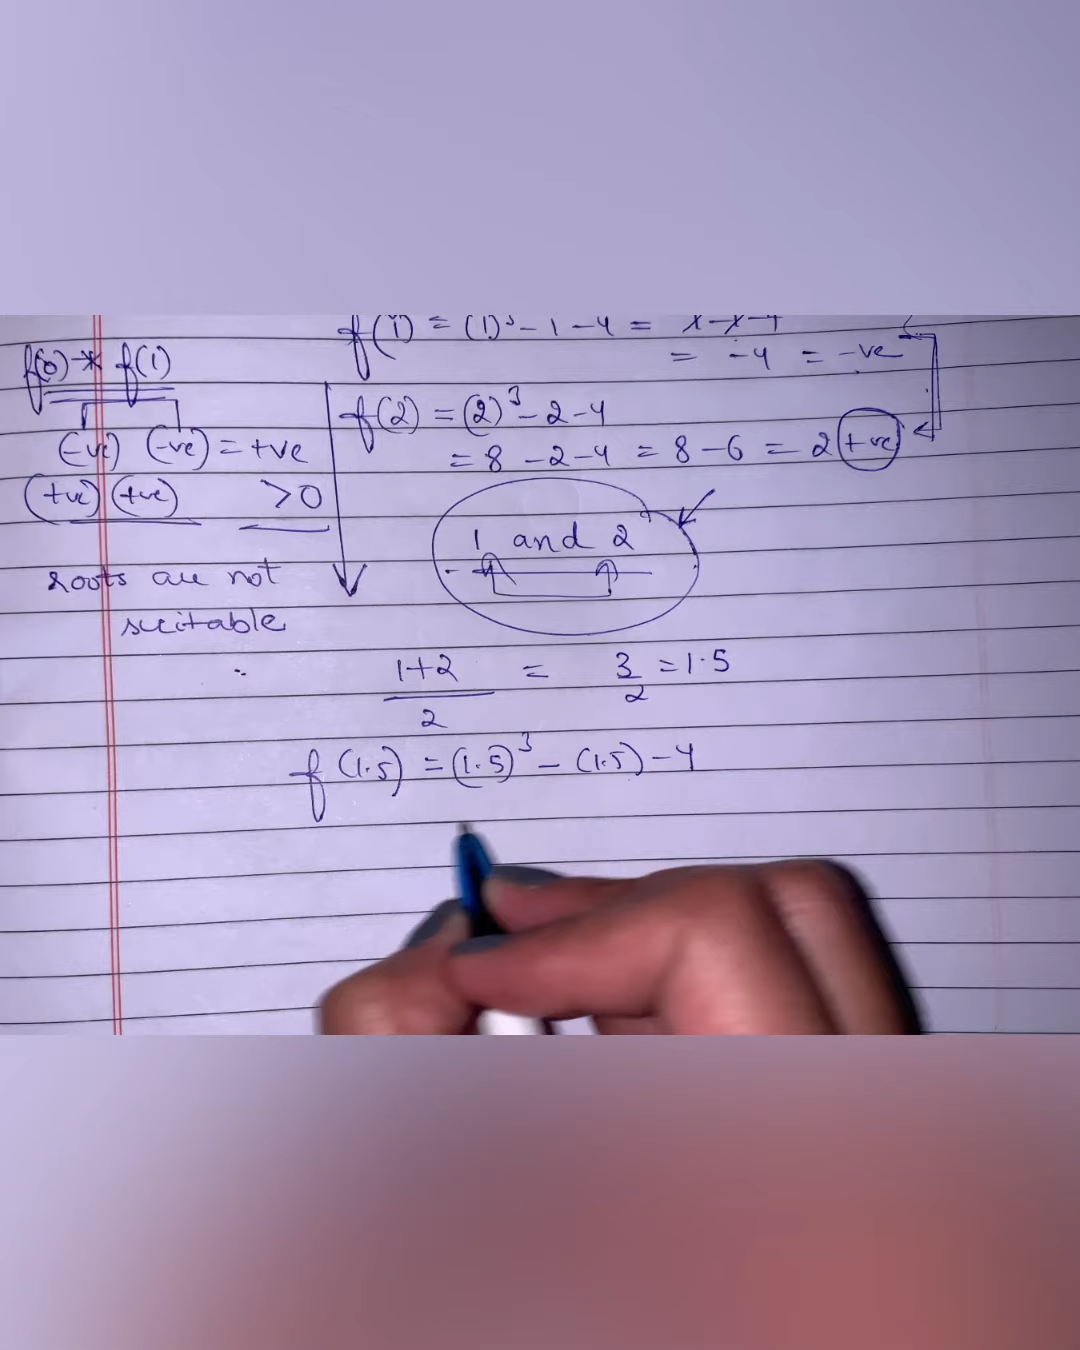 f(1) = (1)³ - 1 - 4 = 1 - 1 - 4
= -4 = -ve
f(0) * f(1)
(-ve) (-ve) = +ve
(+ve) (+ve) >0
roots are not
suitable
f(2) = (2)³ - 2 - 4
= 8 - 2 - 4 = 8 - 6 = 2 +ve
1 and 2
1+2 = 3 = 1.5
2 2
f(1.5) = (1.5)³ - (1.5) - 4